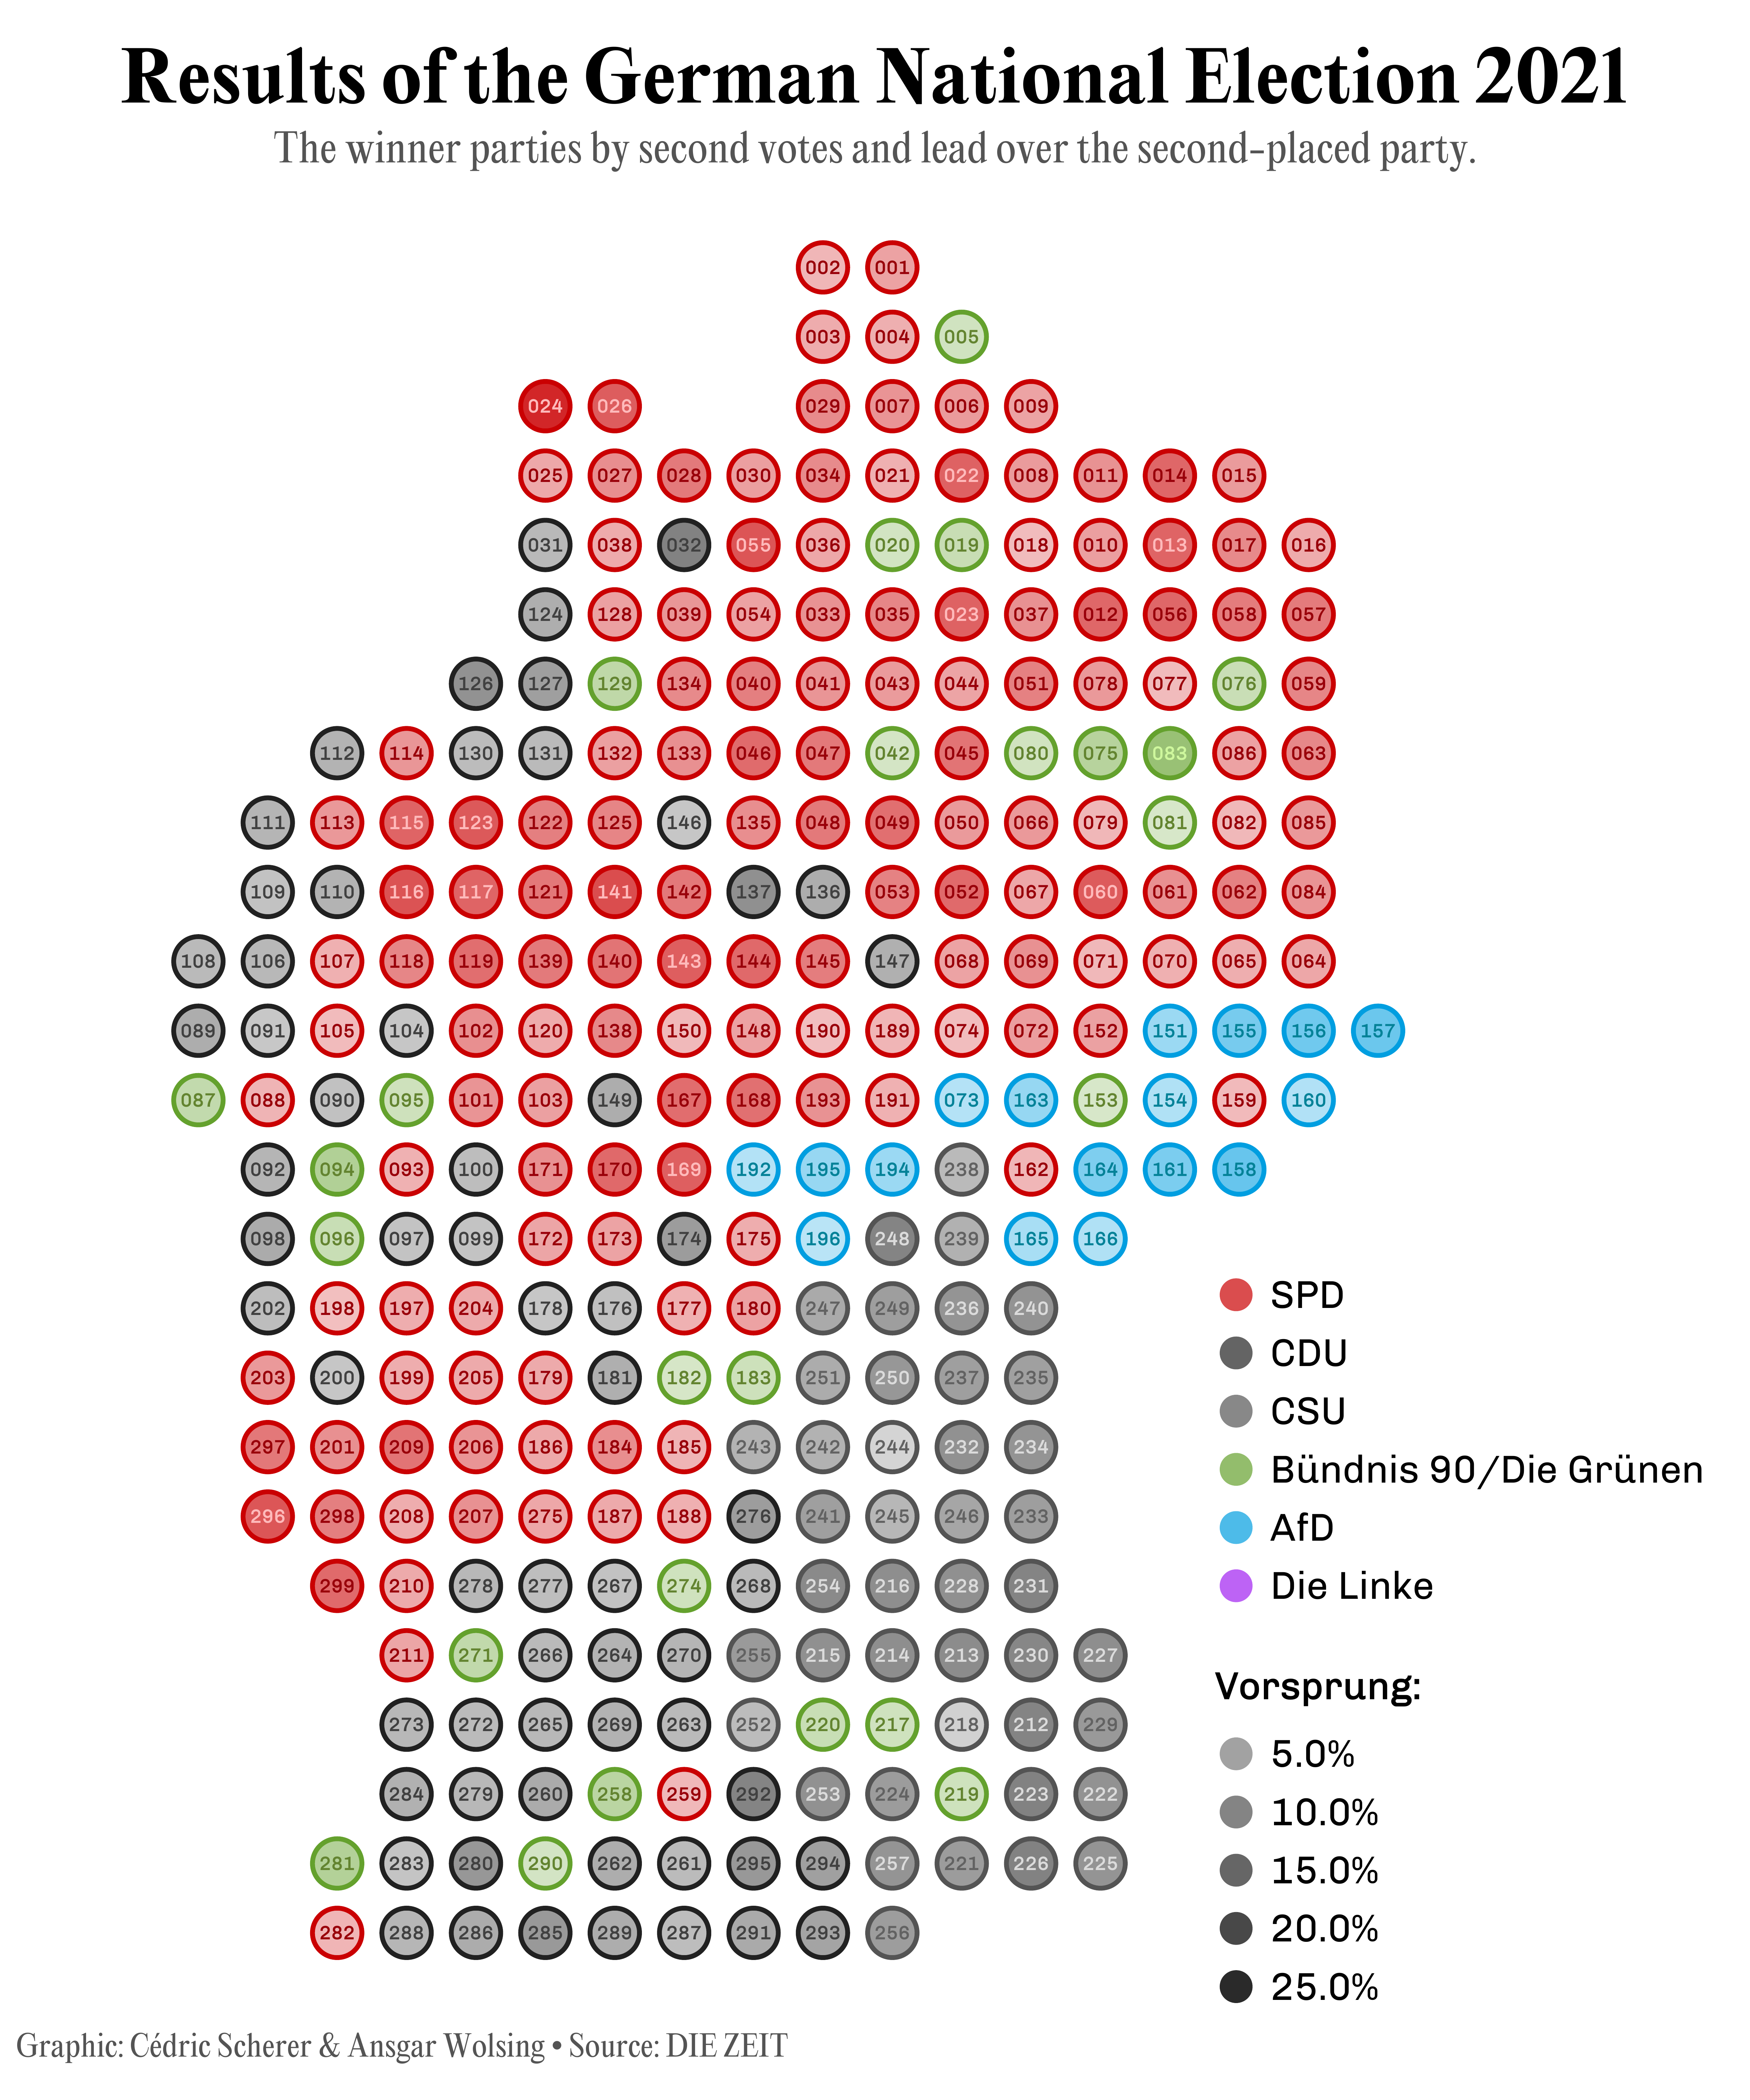 Results of the German National Election 2021
The winner parties by second votes and lead over the second-placed party.
002 001
003 004 005
024 026 029 007 006 009
025 027 028 030 034 021 022 008 011 014 015
031 038 032 055 036 020 019 018 010 013 017 016
124 128 039 054 033 035 023 037 012 056 058 057
126 127 129 134 040 041 043 044 051 078 077 076 059
112 114 130 131 132 133 046 047 042 045 080 075 083 086 063
111 113 115 123 122 125 146 135 048 049 050 066 079 081 082 085
109 110 116 117 121 141 142 137 136 053 052 067 060 061 062 084
108 106 107 118 119 139 140 143 144 145 147 068 069 071 070 065 064
089 091 105 104 102 120 138 150 148 190 189 074 072 152 151 155 156 157
087 088 090 095 101 103 149 167 168 193 191 073 163 153 154 159 160
092 094 093 100 171 170 169 192 195 194 238 162 164 161 158
098 096 097 099 172 173 174 175 196 248 239 165 166
202 198 197 204 178 176 177 180 247 249 236 240
203 200 199 205 179 181 182 183 251 250 237 235
297 201 209 206 186 184 185 243 242 244 232 234
296 298 208 207 275 187 188 276 241 245 246 233
299 210 278 277 267 274 268 254 216 228 231
211 271 266 264 270 255 215 214 213 230 227
273 272 265 269 263 252 220 217 218 212 229
284 279 260 258 259 292 253 224 219 223 222
281 283 280 290 262 261 295 294 257 221 226 225
282 288 286 285 289 287 291 293 256
SPD
CDU
CSU
Bündnis 90/Die Grünen
AfD
Die Linke
Vorsprung:
5.0%
10.0%
15.0%
20.0%
25.0%
Graphic: Cédric Scherer & Ansgar Wolsing • Source: DIE ZEIT